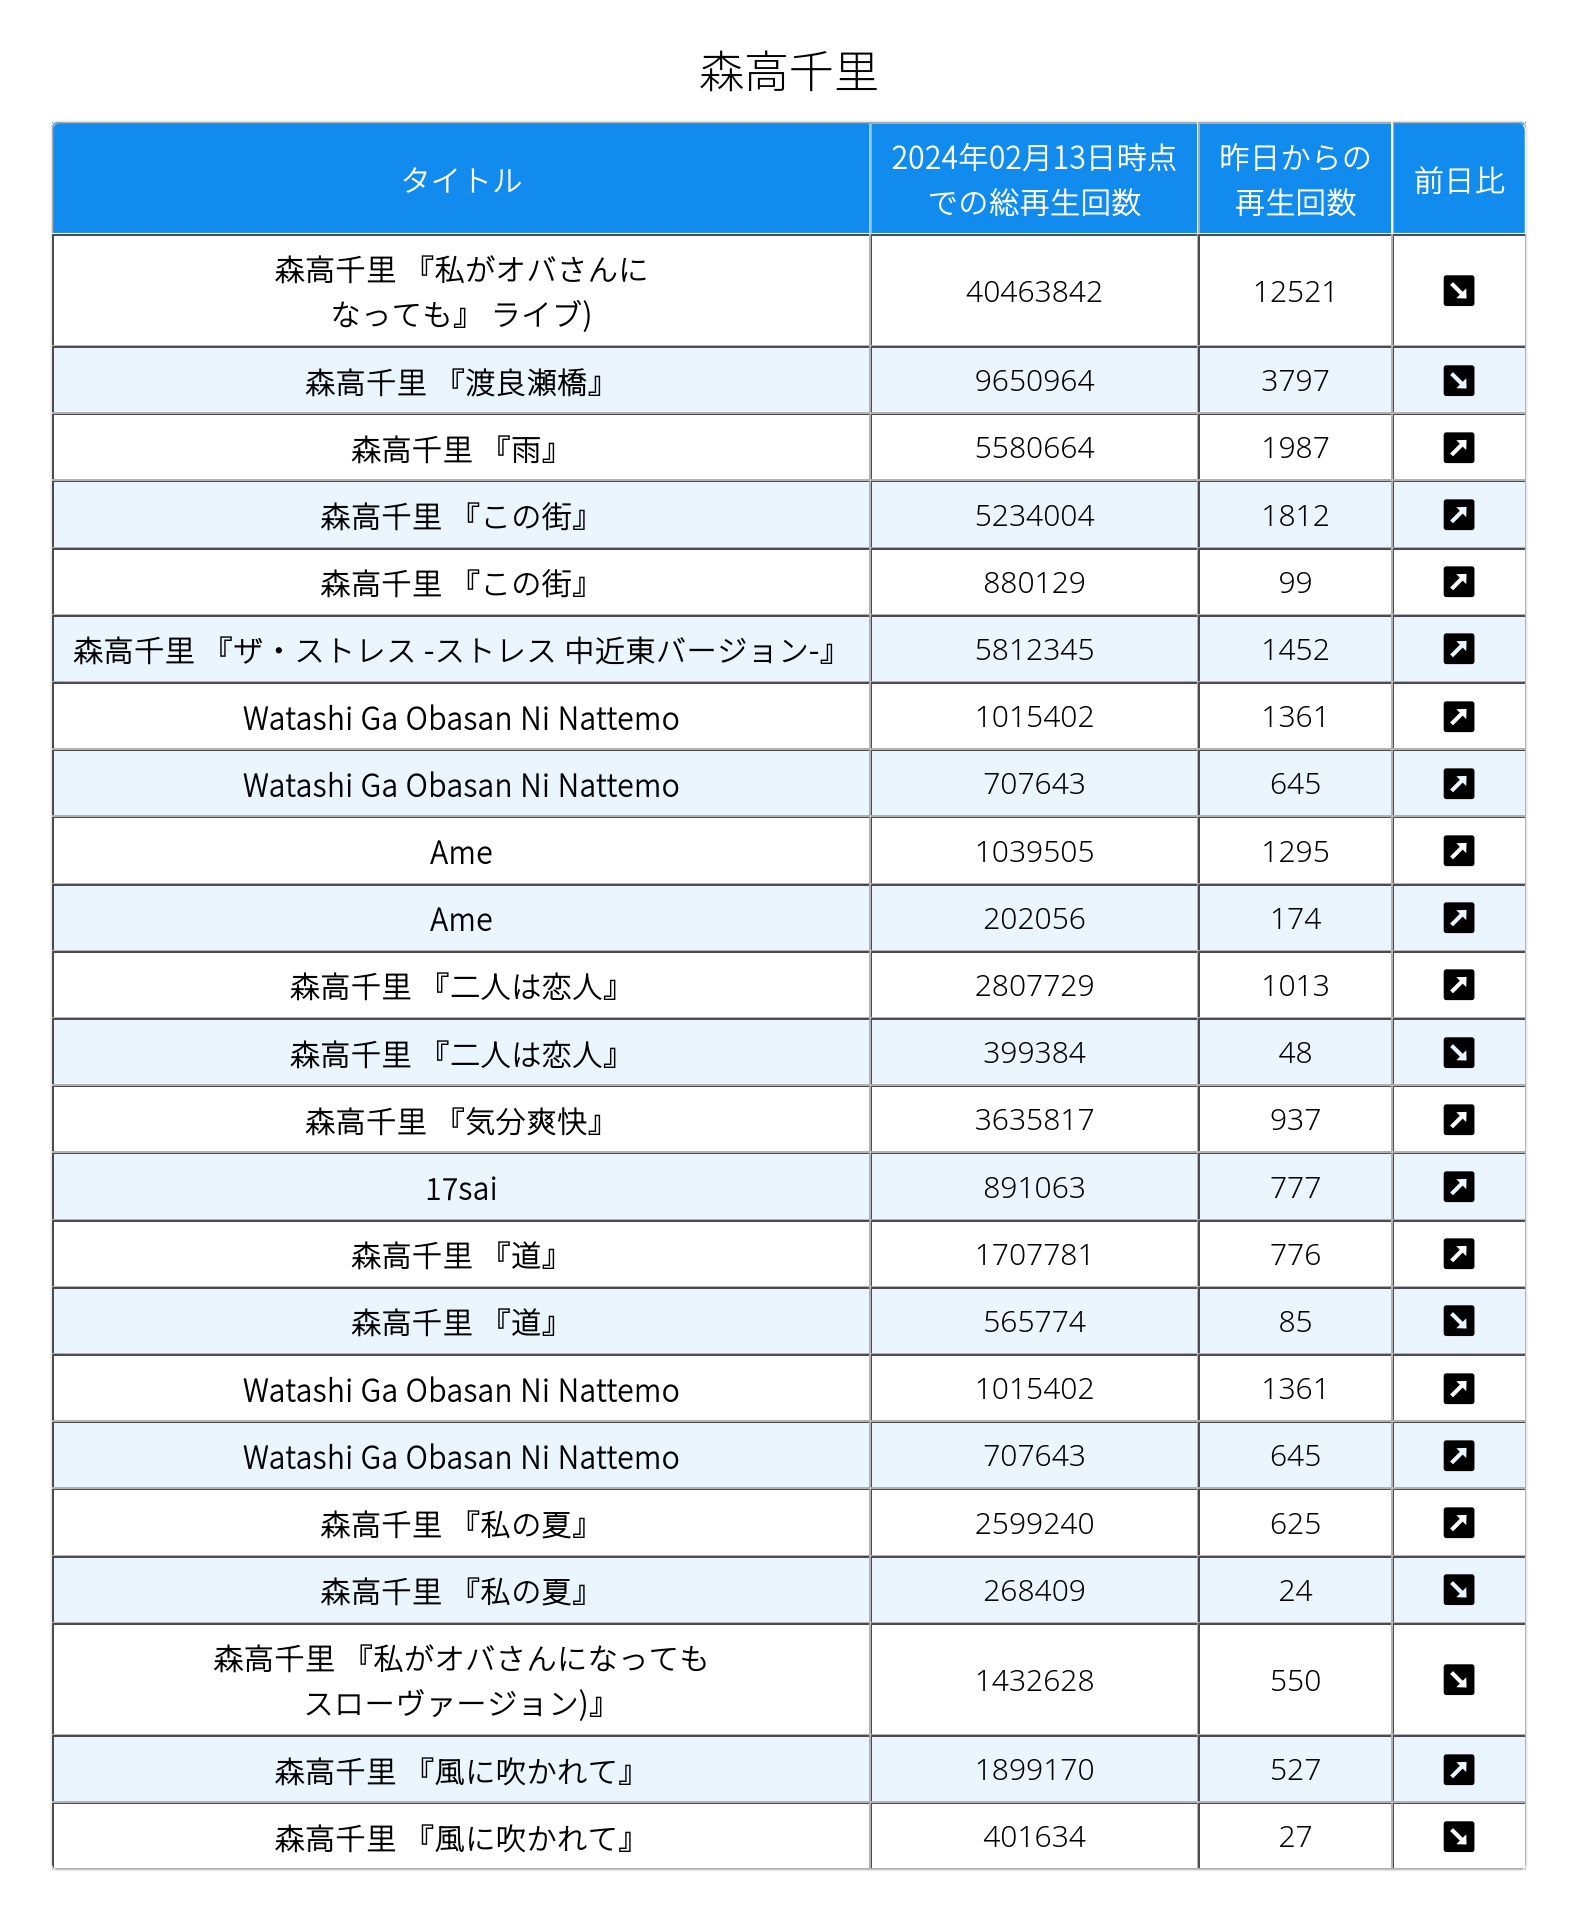 森高千里
タイトル
2024年02月13日時点
での総再生回数
昨日からの
再生回数
前日比
森高千里 『私がオバさんに
なっても』 ライブ)
40463842
12521
森高千里 『渡良瀬橋』
9650964
3797
森高千里 『雨』
5580664
1987
森高千里 『この街』
5234004
1812
森高千里 『この街』
880129
99
森高千里 『ザ・ストレス -ストレス 中近東バージョン-』
5812345
1452
Watashi Ga Obasan Ni Nattemo
1015402
1361
Watashi Ga Obasan Ni Nattemo
707643
645
Ame
1039505
1295
Ame
202056
174
森高千里 『二人は恋人』
2807729
1013
森高千里 『二人は恋人』
399384
48
森高千里 『気分爽快』
3635817
937
17sai
891063
777
森高千里 『道』
1707781
776
森高千里 『道』
565774
85
Watashi Ga Obasan Ni Nattemo
1015402
1361
Watashi Ga Obasan Ni Nattemo
707643
645
森高千里 『私の夏』
2599240
625
森高千里 『私の夏』
268409
24
森高千里 『私がオバさんになっても
スローヴァージョン)』
1432628
550
森高千里 『風に吹かれて』
1899170
527
森高千里 『風に吹かれて』
401634
27